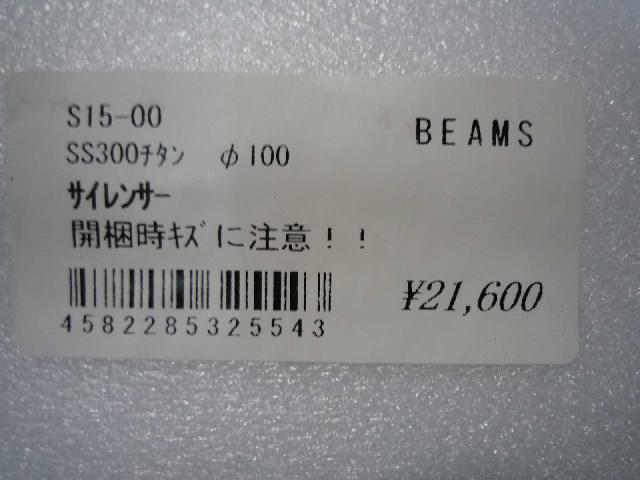 S15-00
BEAMS
SS300ﾁﾀﾝ φ100
ｻｲﾚﾝｻｰ
開梱時ｷｽﾞに注意！！
¥21,600
4582285325543